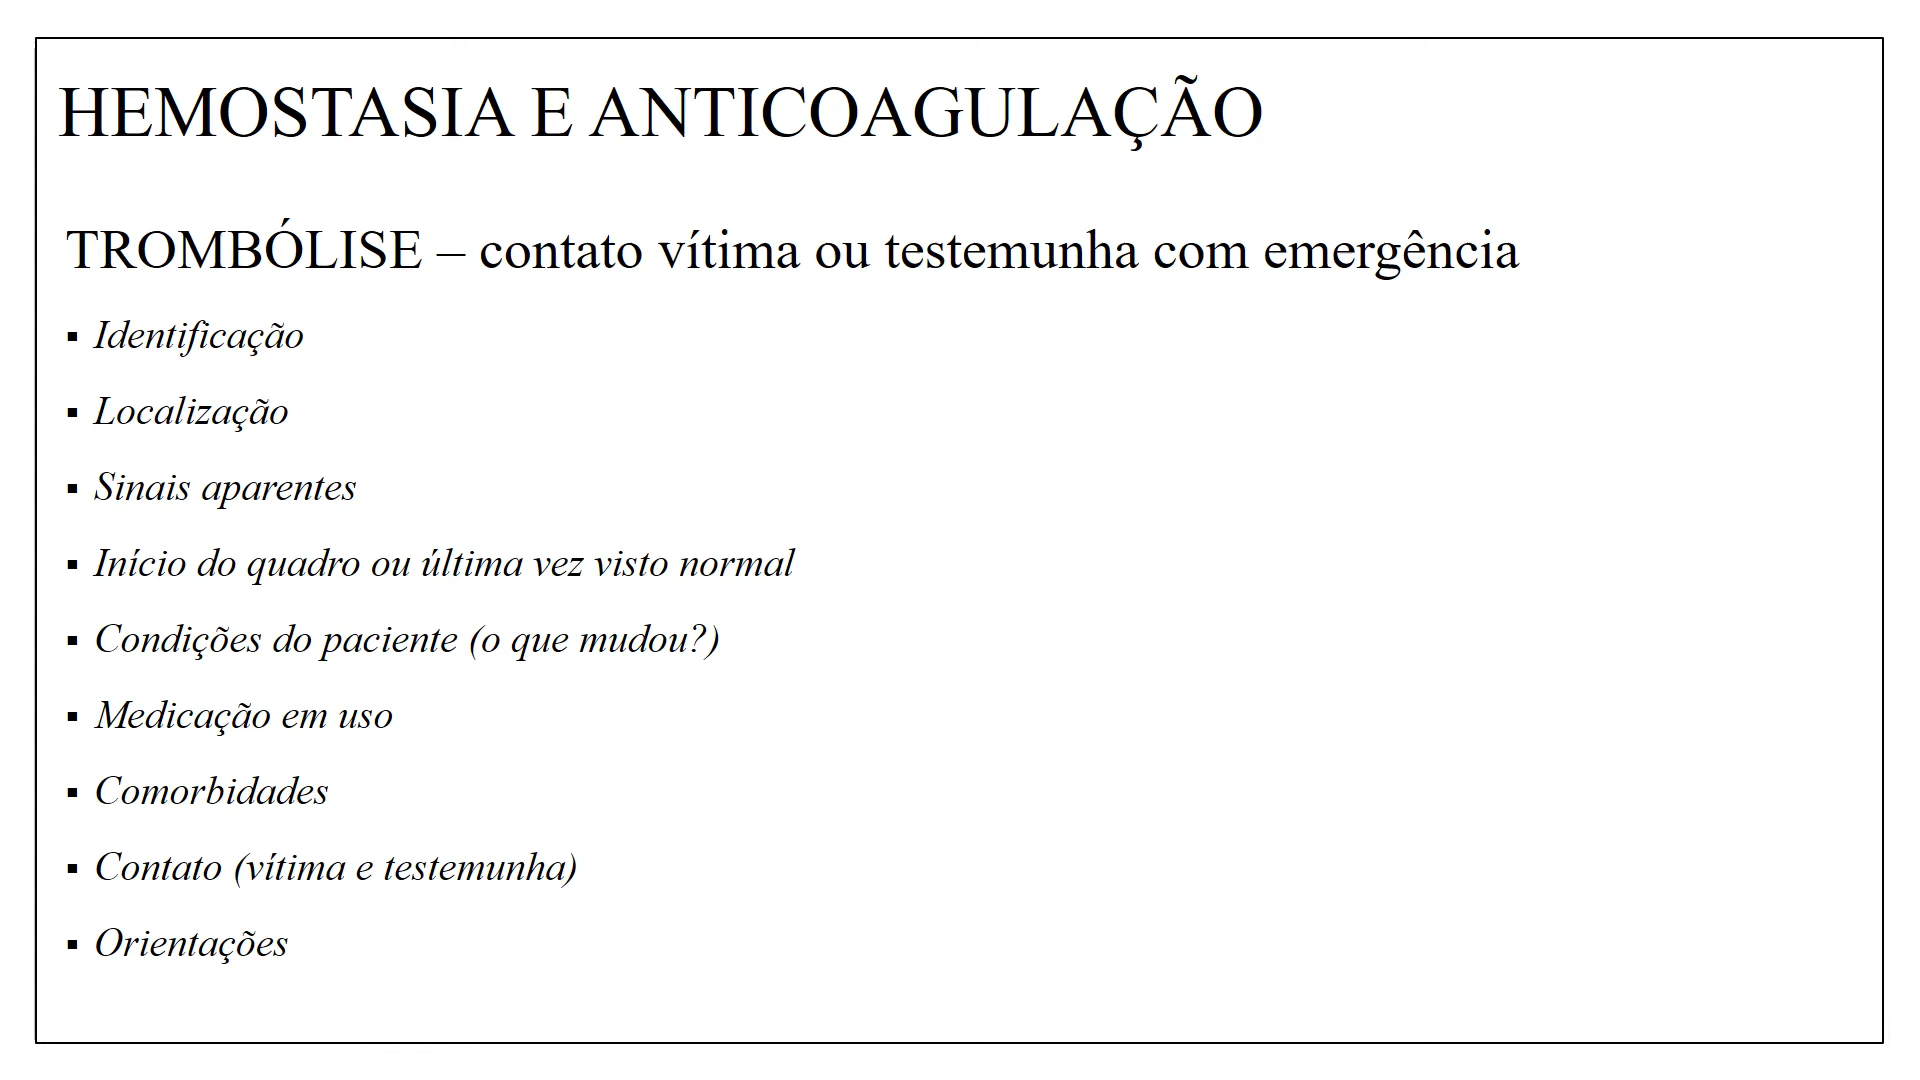 HEMOSTASIA E ANTICOAGULAÇÃO
TROMBÓLISE – contato vítima ou testemunha com emergência
▪ Identificação
▪ Localização
▪ Sinais aparentes
▪ Início do quadro ou última vez visto normal
▪ Condições do paciente (o que mudou?)
▪ Medicação em uso
▪ Comorbidades
▪ Contato (vítima e testemunha)
▪ Orientações